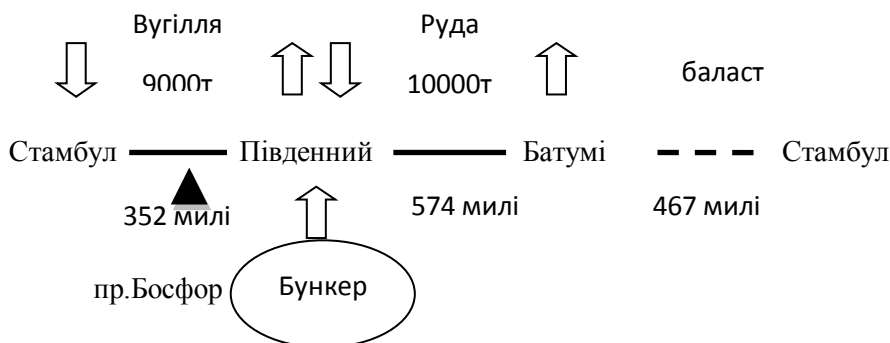 Вугілля Руда
9000т 10000т баласт
Стамбул Південний Батумі Стамбул
352 милі 574 милі 467 милі
пр.Босфор Бункер